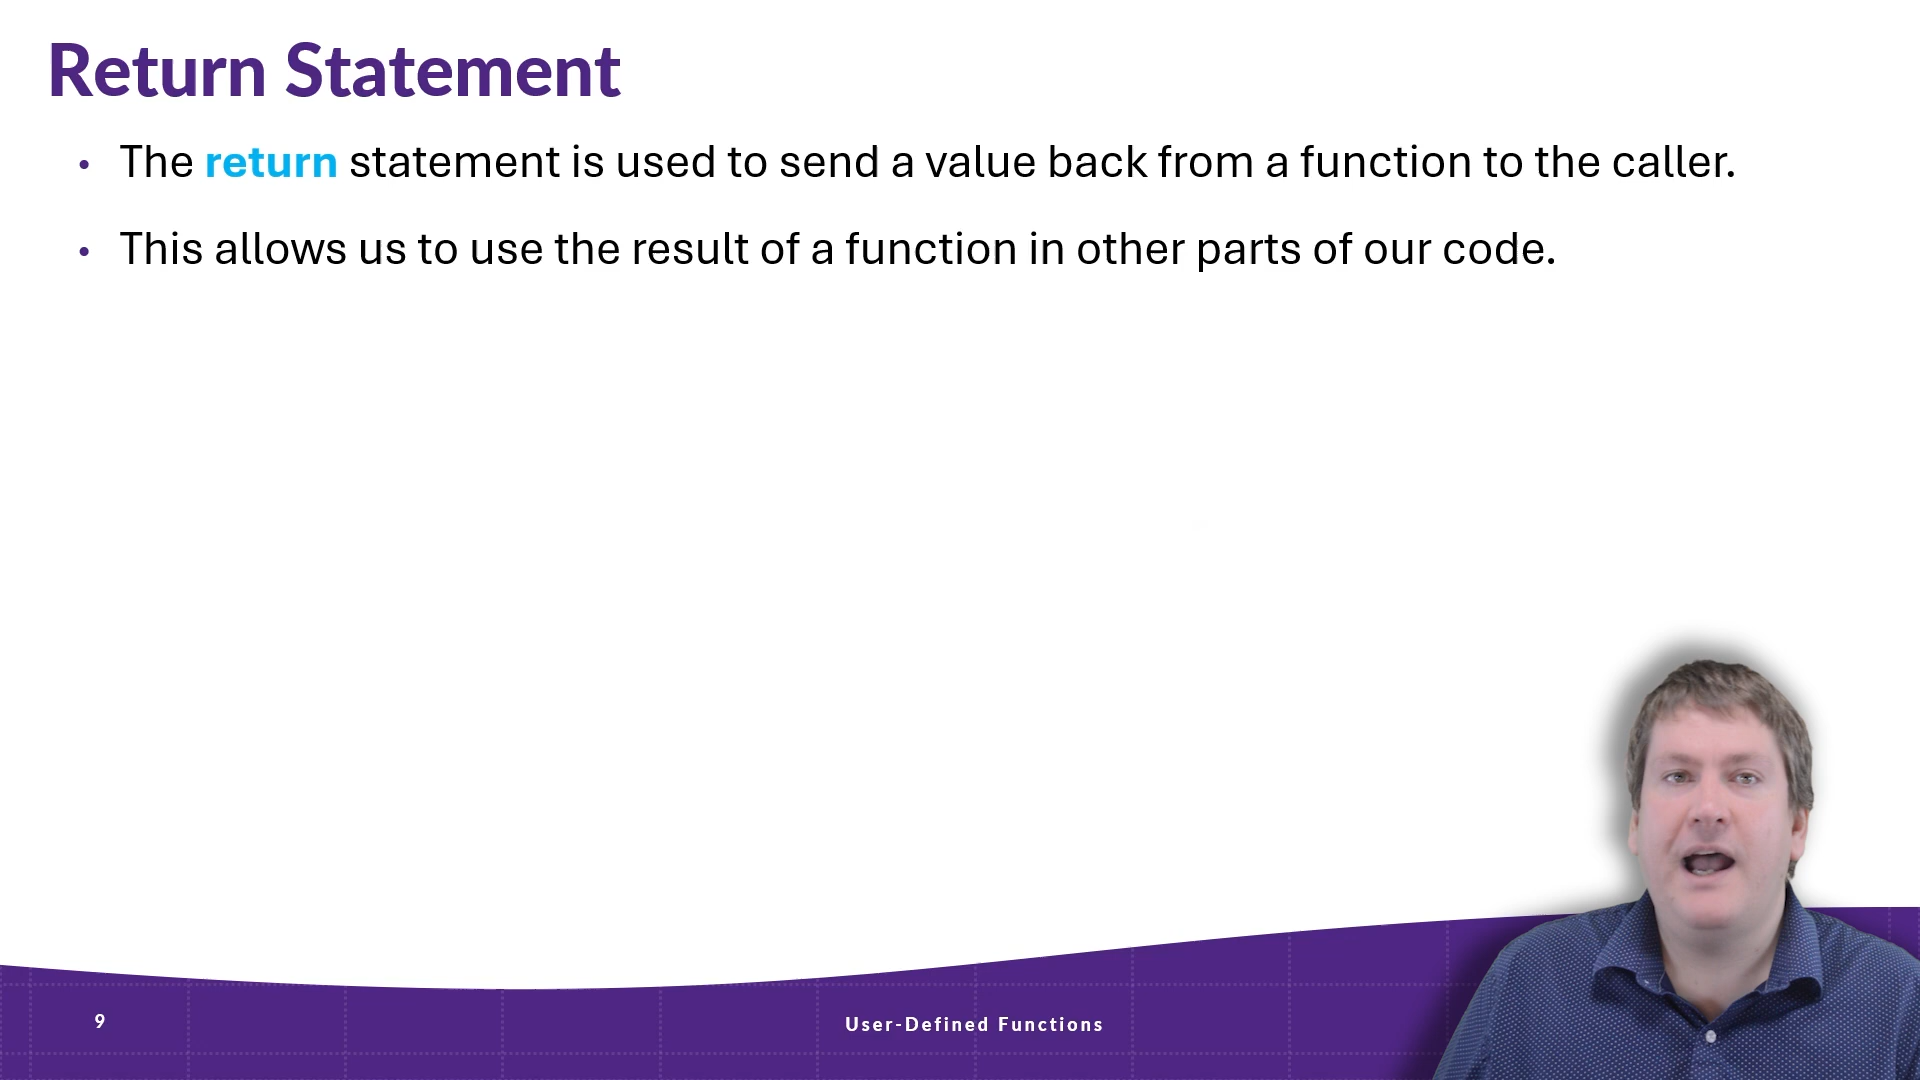 Return Statement
• The return statement is used to send a value back from a function to the caller.
• This allows us to use the result of a function in other parts of our code.
9
User-Defined Functions